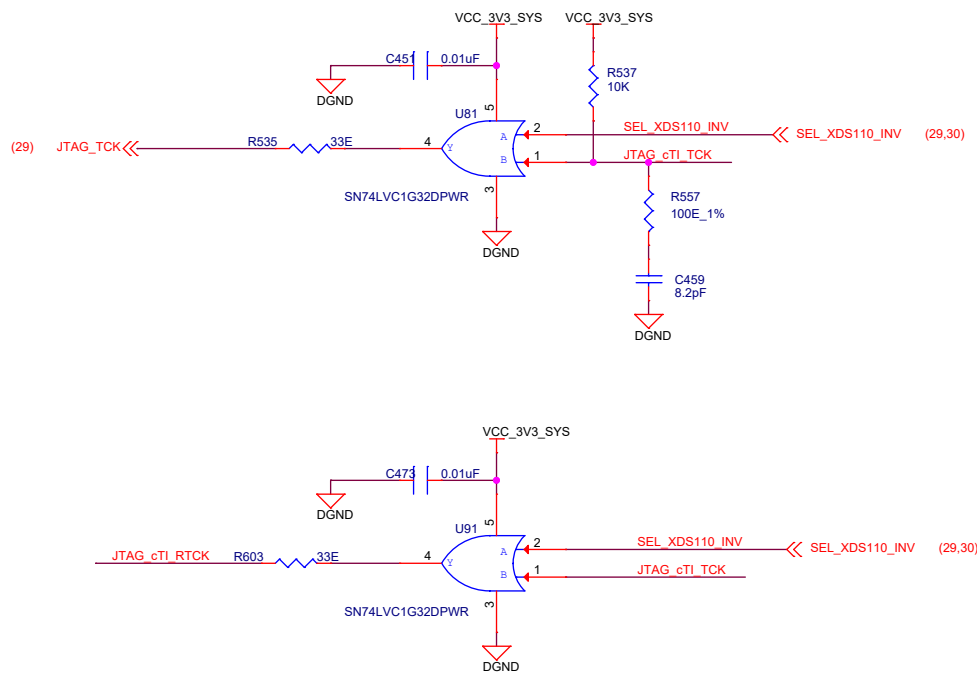 VCC_3V3_SYS
VCC_3V3_SYS
C451
0.01uF
R537
10K
DGND
5
U81
A
2
SEL_XDS110_INV
SEL_XDS110_INV
(29,30)
(29)
JTAG_TCK
R535
33E
4
Y
B
1
JTAG_cTI_TCK
3
SN74LVC1G32DPWR
R557
100E_1%
DGND
C459
8.2pF
DGND
VCC_3V3_SYS
C473
0.01uF
DGND
5
U91
A
2
SEL_XDS110_INV
SEL_XDS110_INV
(29,30)
JTAG_cTI_RTCK
R603
33E
4
Y
B
1
JTAG_cTI_TCK
3
SN74LVC1G32DPWR
DGND